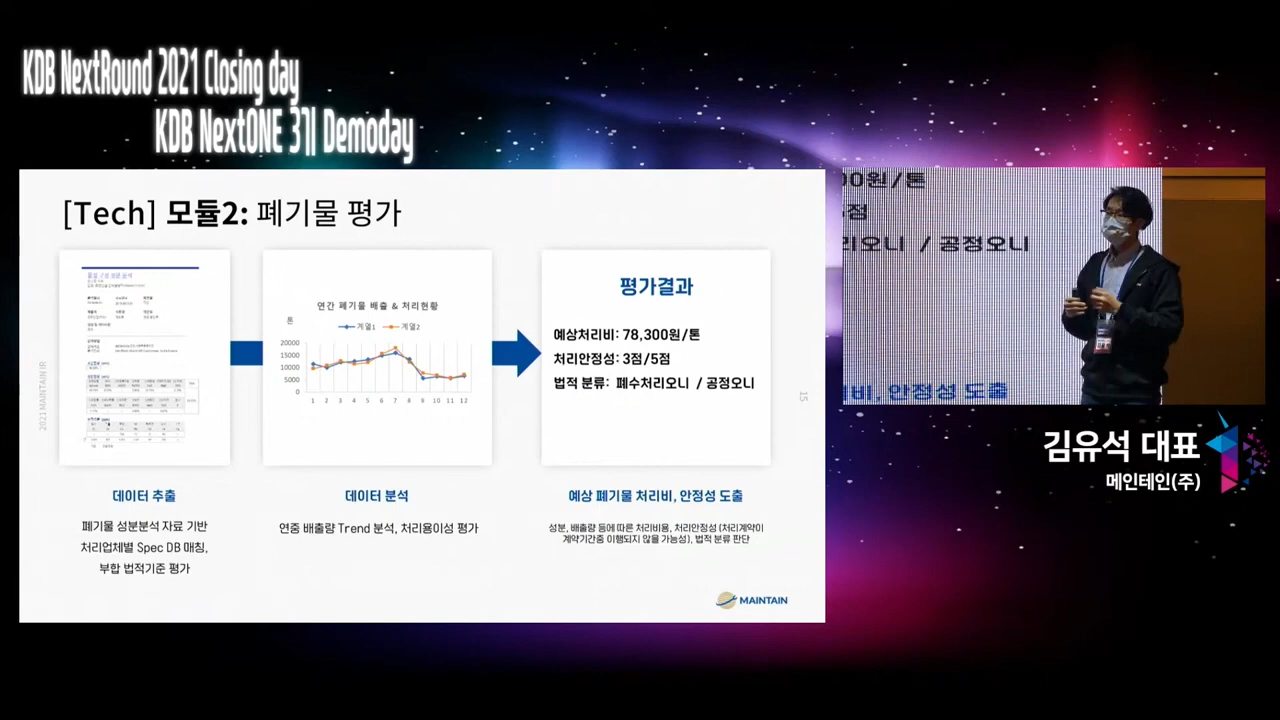 KDB NextRound 2021 Closing day
KDB NextONE 3기 Demoday
[Tech] 모듈2: 폐기물 평가
연간 폐기물 배출 & 처리현황
톤
계열1 계열2
20000
15000
10000
5000
0
1 2 3 4 5 6 7 8 9 10 11 12
평가결과
예상처리비: 78,300원/톤
처리안정성: 3점/5점
법적 분류: 폐수처리오니 / 공정오니
데이터 추출
폐기물 성분분석 자료 기반
처리업체별 Spec DB 매칭,
부합 법적기준 평가
데이터 분석
연중 배출량 Trend 분석, 처리용이성 평가
예상 폐기물 처리비, 안정성 도출
성분, 배출량 등에 따른 처리비용, 처리안정성 (처리계약이
계약기간중 이행되지 않을 가능성), 법적 분류 판단
2021 MAINTAIN IR
15
MAINTAIN
00원/톤
점
리오니 / 공정오니
비, 안정성 도출
김유석 대표
메인테인(주)